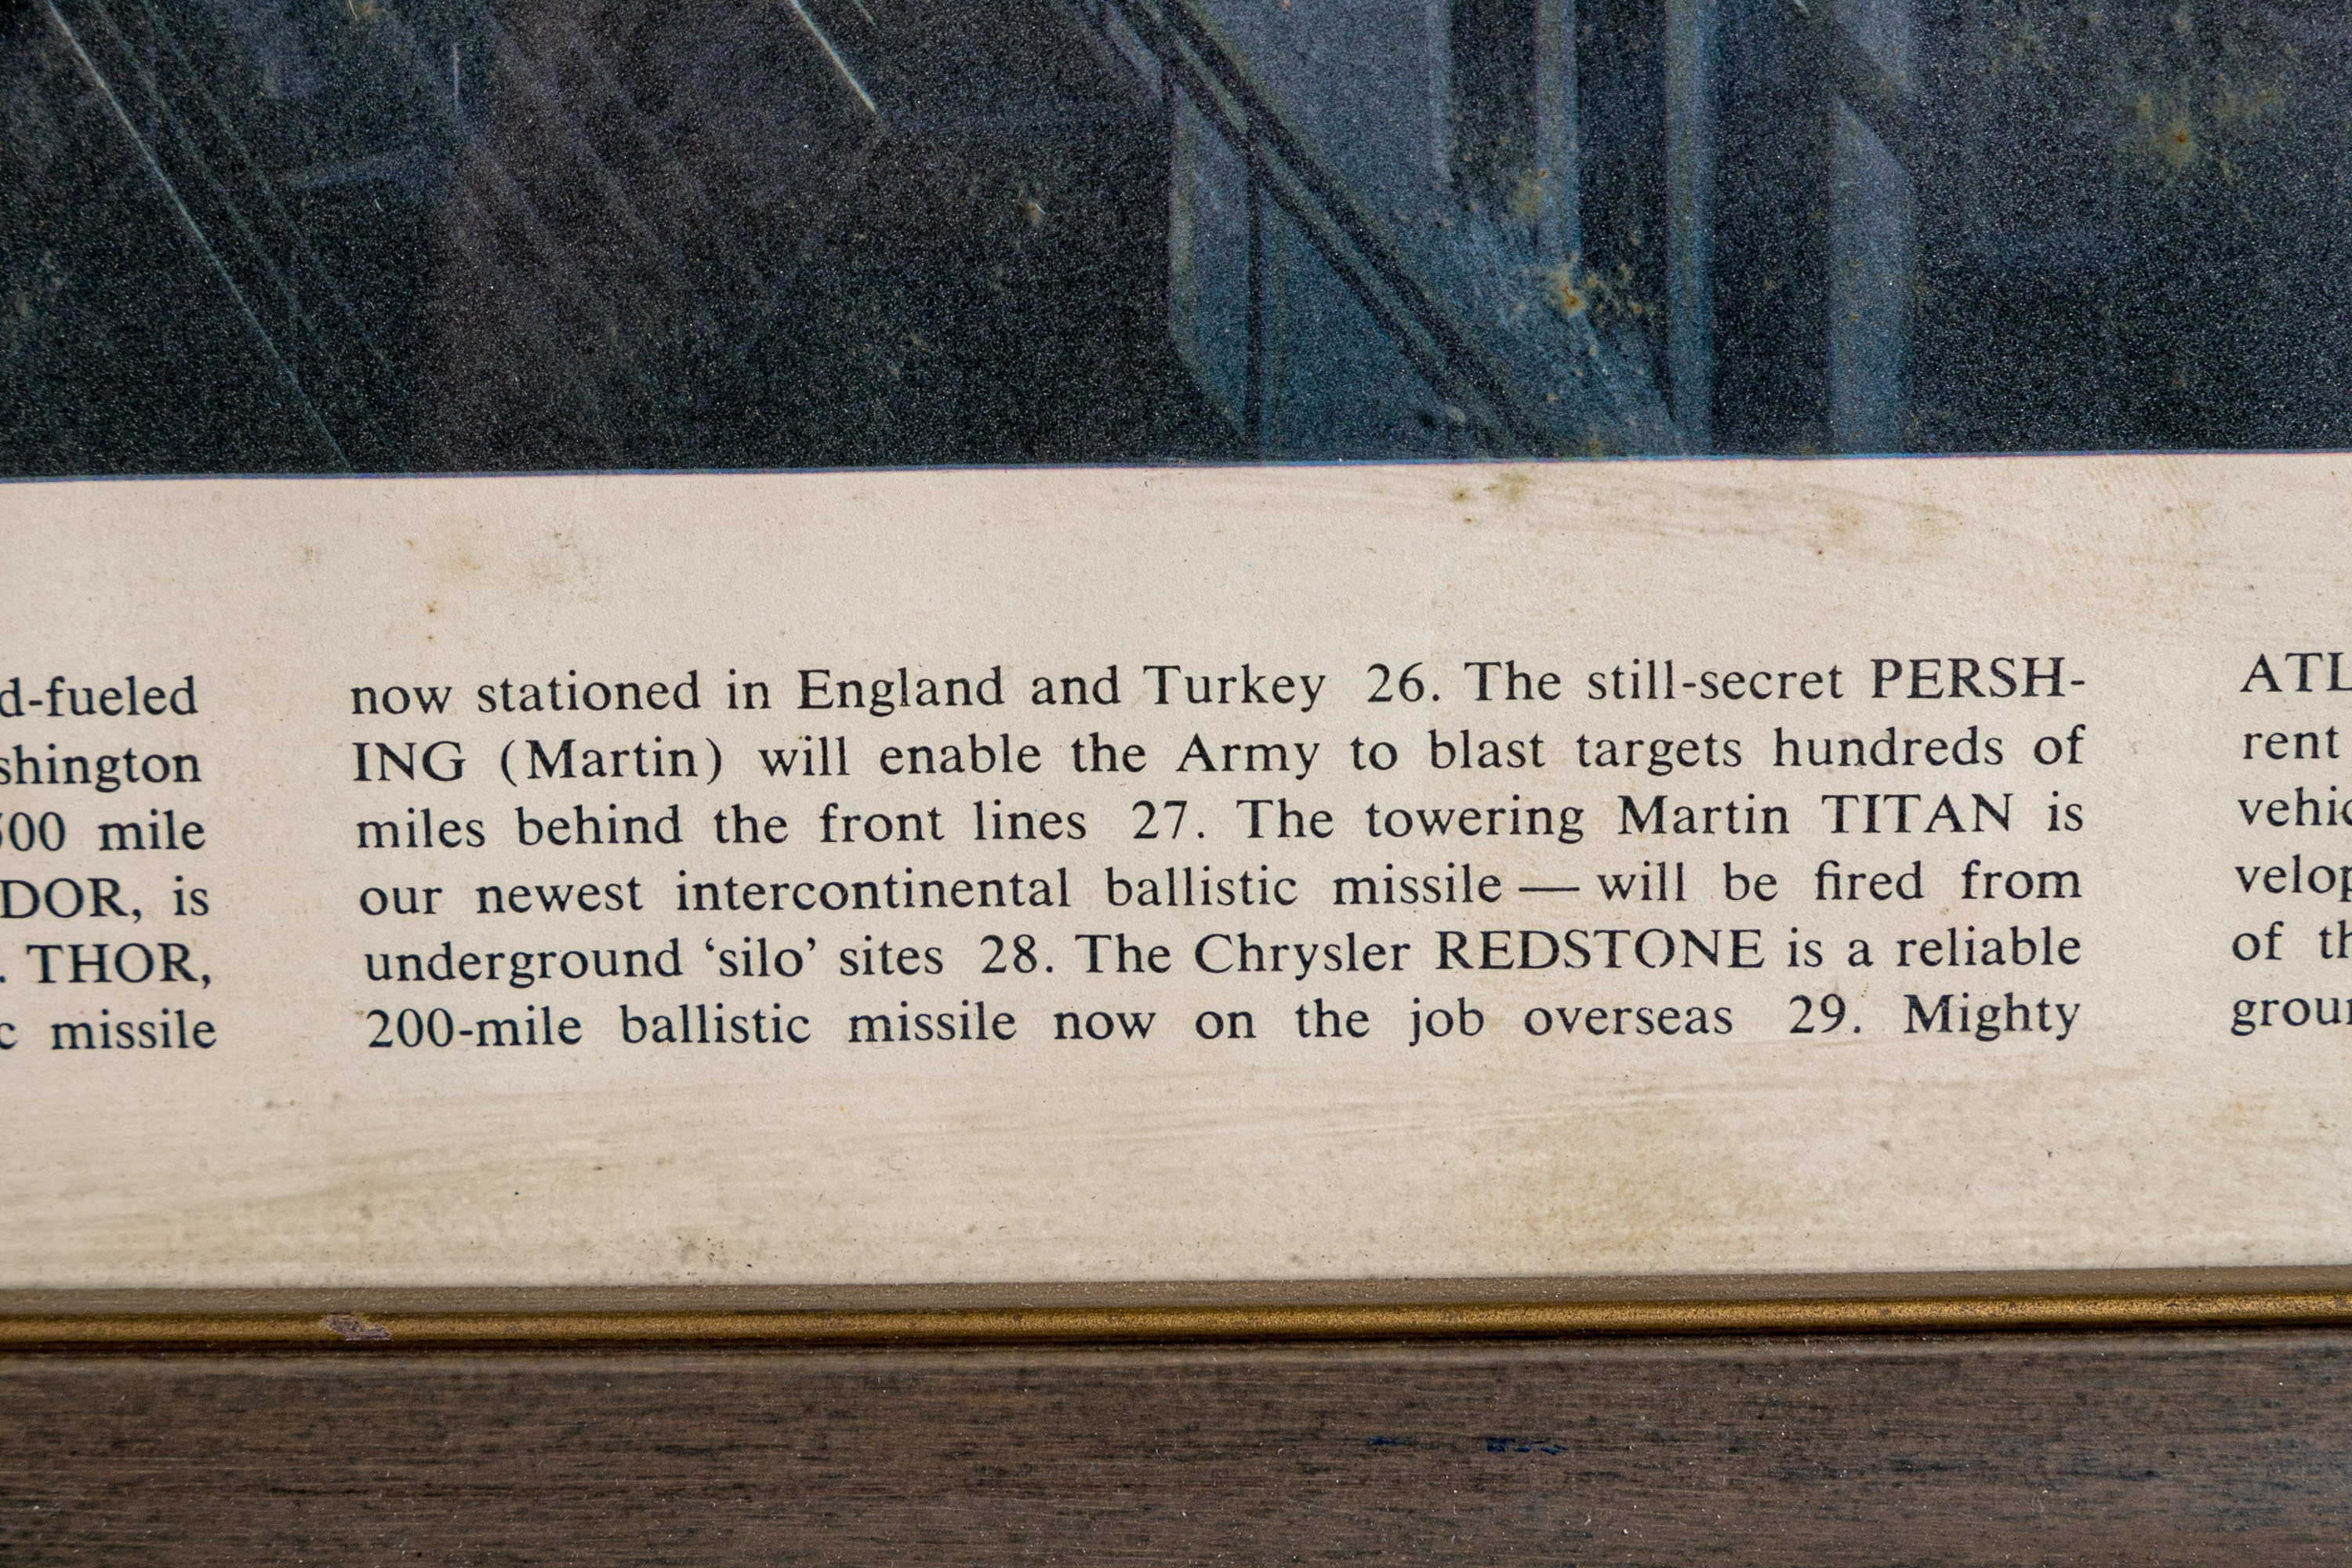 d-fueled
shington
500 mile
DOR, is
. THOR,
c missile
now stationed in England and Turkey 26. The still-secret PERSH-
ING (Martin) will enable the Army to blast targets hundreds of
miles behind the front lines 27. The towering Martin TITAN is
our newest intercontinental ballistic missile — will be fired from
underground ‘silo’ sites 28. The Chrysler REDSTONE is a reliable
200-mile ballistic missile now on the job overseas 29. Mighty
ATL
rent
vehic
velop
of th
groun